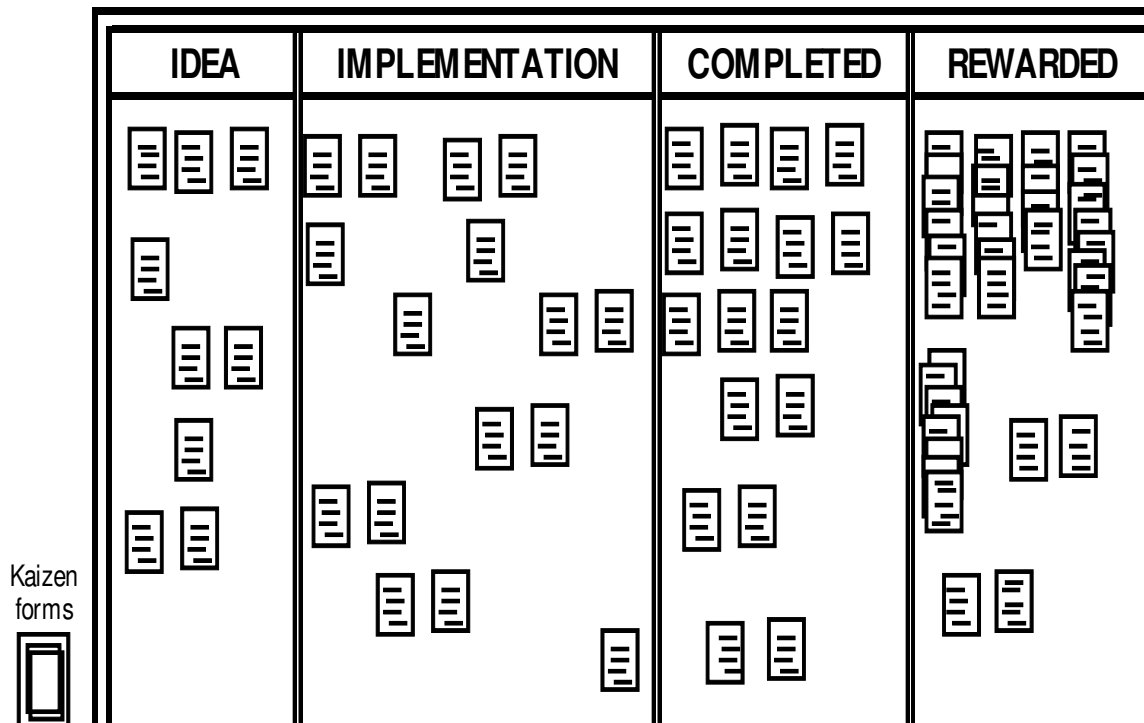 IDEA
IMPLEMENTATION
COMPLETED
REWARDED
Kaizen
forms